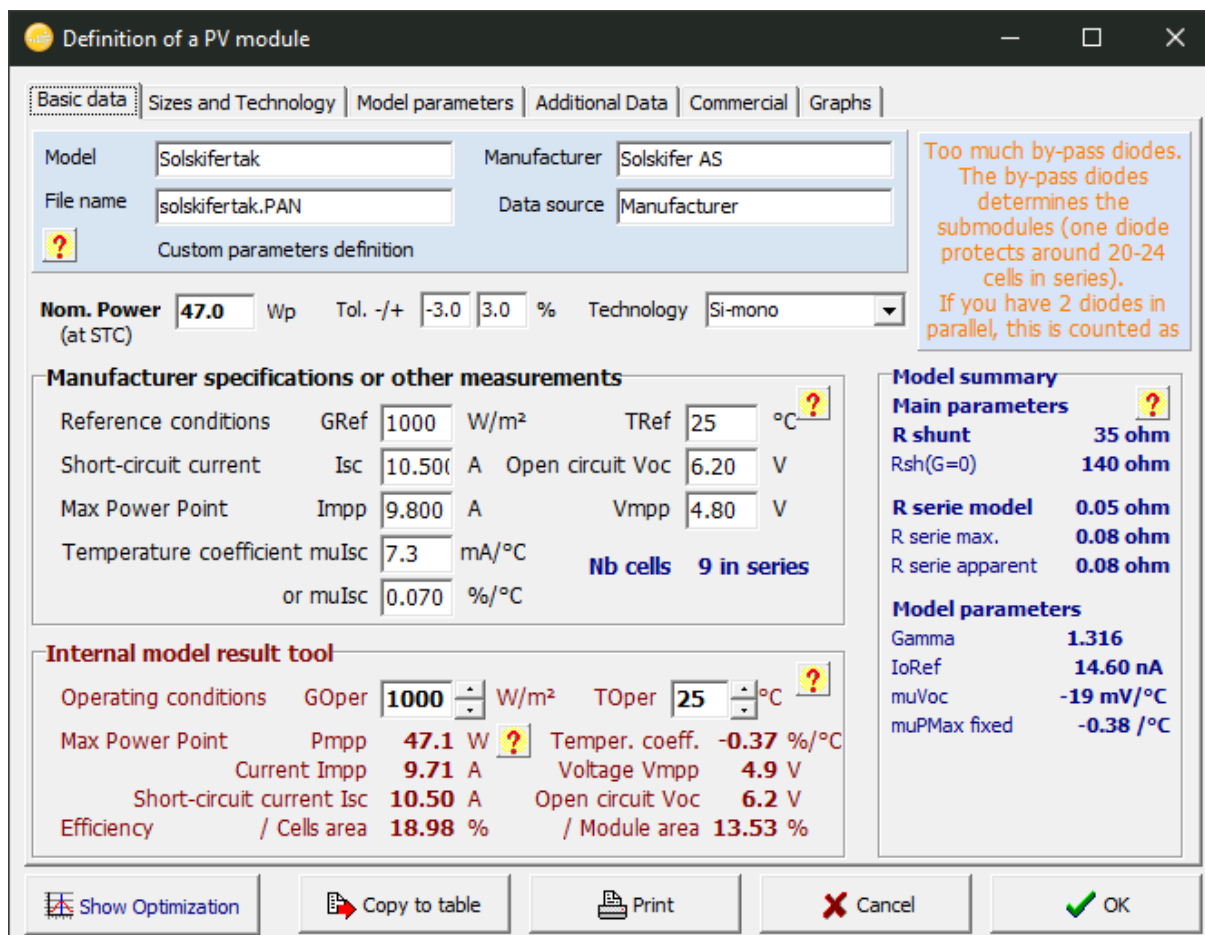 Definition of a PV module
Basic data Sizes and Technology Model parameters Additional Data Commercial Graphs
Model Solskifertak Manufacturer Solskifer AS
File name solskifertak.PAN Data source Manufacturer
? Custom parameters definition
Too much by-pass diodes.
The by-pass diodes
determines the
submodules (one diode
protects around 20-24
cells in series).
If you have 2 diodes in
parallel, this is counted as
Nom. Power 47.0 Wp Tol. -/+ -3.0 3.0 % Technology Si-mono
(at STC)
Manufacturer specifications or other measurements
?
Reference conditions GRef 1000 W/m² TRef 25 °C
Short-circuit current Isc 10.500 A Open circuit Voc 6.20 V
Max Power Point Impp 9.800 A Vmpp 4.80 V
Temperature coefficient muIsc 7.3 mA/°C
Nb cells 9 in series
or muIsc 0.070 %/°C
Internal model result tool
?
Operating conditions GOper 1000 W/m² TOper 25 °C
Max Power Point Pmpp 47.1 W ? Temper. coeff. -0.37 %/°C
Current Impp 9.71 A Voltage Vmpp 4.9 V
Short-circuit current Isc 10.50 A Open circuit Voc 6.2 V
Efficiency / Cells area 18.98 % / Module area 13.53 %
Model summary
Main parameters ?
R shunt 35 ohm
Rsh(G=0) 140 ohm
R serie model 0.05 ohm
R serie max. 0.08 ohm
R serie apparent 0.08 ohm
Model parameters
Gamma 1.316
IoRef 14.60 nA
muVoc -19 mV/°C
muPMax fixed -0.38 /°C
Show Optimization Copy to table Print Cancel OK